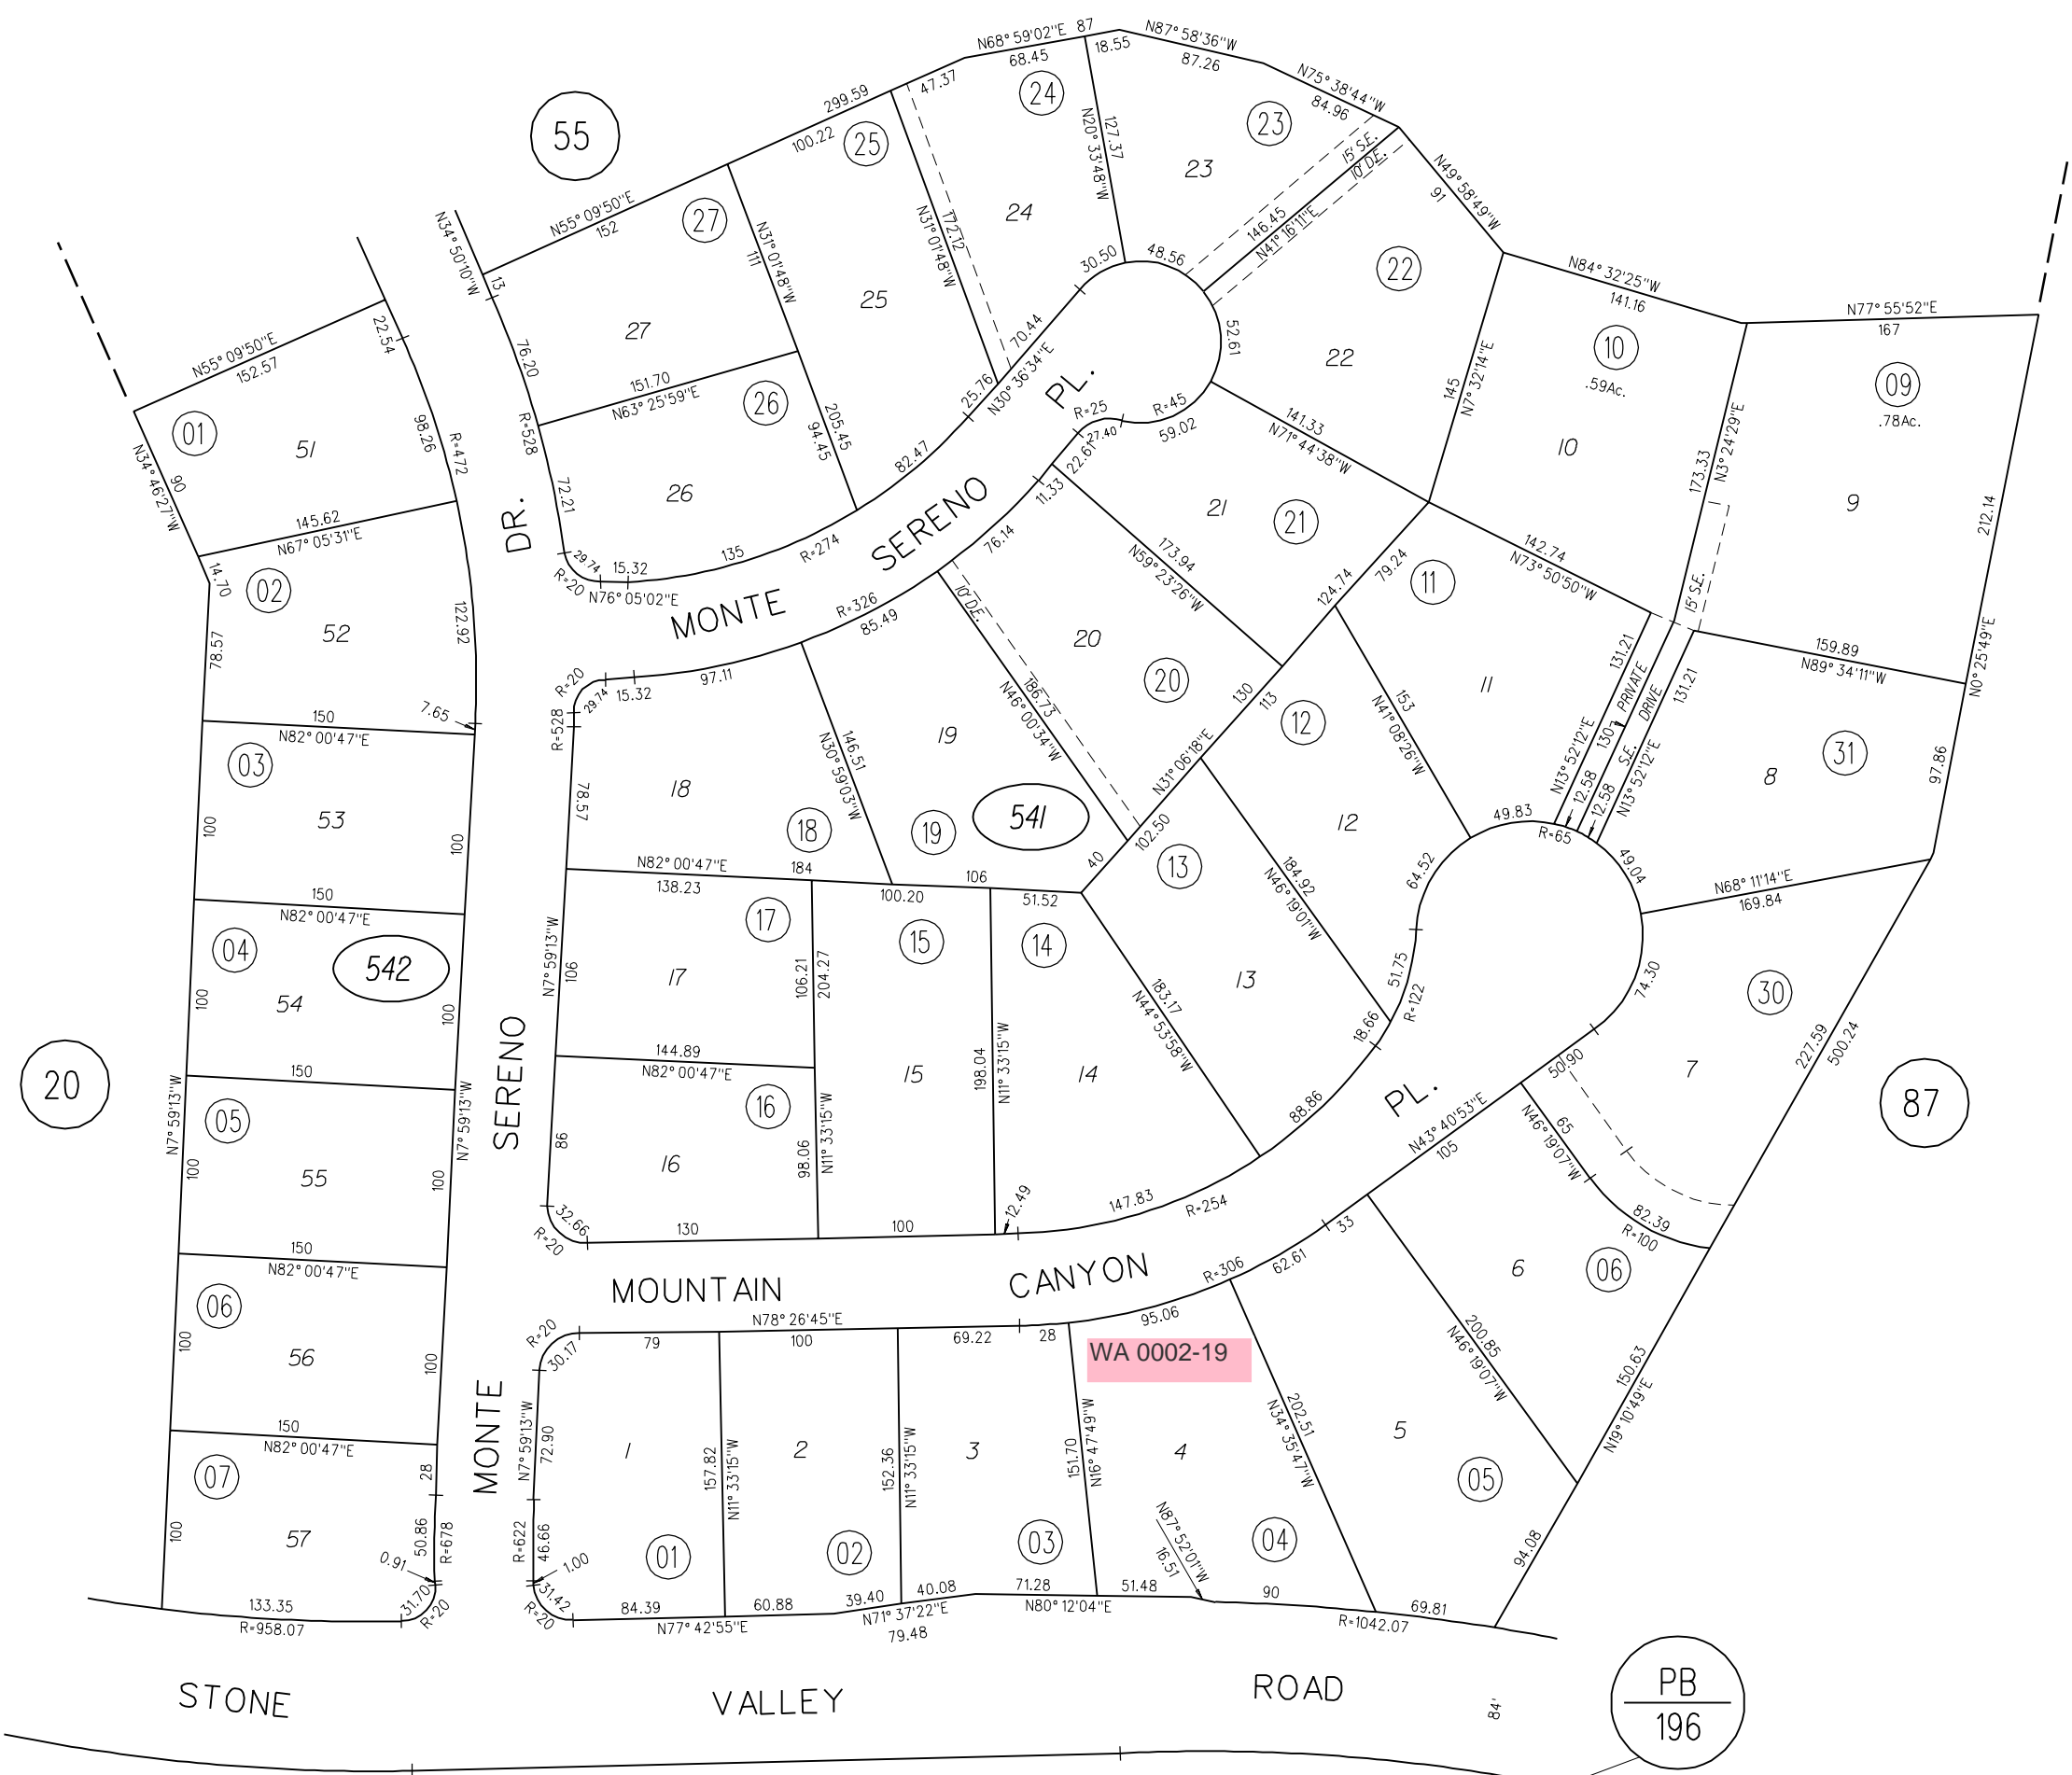 N68° 59'02"E 87
68.45
18.55
N87° 58'36"W
87.26
N75° 38'44"W
84.96
55
299.59
47.37
100.22
25
24
23
N20° 33'48"W
127.37
23
24
15' S.E.
10' D.E.
N49° 58'49"W
91
N34° 50'10"W
13
N55° 09'50"E
152
27
N31° 01'48"W
111
N31° 01'48"W
172.12
25
27
146.45
N41° 16'11"E
30.50
48.56
22
N84° 32'25"W
141.16
N77° 55'52"E
167
10
.59Ac.
09
.78Ac.
N55° 09'50"E
152.57
22.54
76.20
151.70
N63° 25'59"E
26
70.44
N30° 36'34"E
25.76
PL.
52.61
22
145
N7° 32'14"E
01
51
N34° 46'27"W
90
98.26
R=472
R=528
205.45
94.45
R=25
27.40
R=45
59.02
141.33
N71° 44'38"W
10
N3° 24'29"E
173.33
9
82.47
22.61
11.33
26
72.21
DR.
SERENO
21
21
145.62
N67° 05'31"E
14.70
02
29.74
R=20
15.32
N76° 05'02"E
135
R=274
76.14
173.94
N59° 23'26"W
79.24
142.74
N73° 50'50"W
11
212.14
52
78.57
122.92
MONTE
R=326
85.49
10' D.E.
124.74
15' S.E.
N0° 25'49"E
20
20
131.21
159.89
N89° 34'11"W
R=20
29.74
15.32
97.11
130
113
12
153
N41° 08'26"W
11
PRIVATE
DRIVE
131.21
7.65
150
N82° 00'47"E
R=528
146.51
N30° 59'03"W
19
186.73
N46° 00'34"W
N31° 06'18"E
N13° 52'12"E
130
S.E.
N13° 52'12"E
31
8
97.86
03
53
100
100
78.57
18
18
19
541
102.50
40
13
12
49.83
12.58
12.58
R=65
49.04
N82° 00'47"E
184
138.23
100.20
106
51.52
184.92
N46° 19'01"W
64.52
N68° 11'14"E
169.84
150
N82° 00'47"E
04
542
54
100
100
17
15
14
N7° 59'13"W
106
17
106.21
204.27
13
183.17
N44° 53'58"W
51.75
R=122
74.30
30
20
SERENO
144.89
N82° 00'47"E
198.04
N11° 33'15"W
15
14
18.66
50.90
227.59
500.24
7
150
N7° 59'13"W
N7° 59'13"W
05
100
100
55
16
16
86
98.06
N11° 33'15"W
88.86
PL.
N43° 40'53"E
105
65
N46° 19'07"W
87
32.66
R=20
130
100
12.49
147.83
R=254
33
82.39
R=100
150
N82° 00'47"E
06
MOUNTAIN
CANYON
R=306
62.61
6
06
100
100
56
R=20
30.17
N78° 26'45"E
79
100
69.22
28
95.06
WA 0002-19
200.85
N46° 19'07"W
150.63
N19° 10'49"E
150
N82° 00'47"E
07
28
MONTE
N7° 59'13"W
72.90
1
157.82
N11° 33'15"W
2
152.36
N11° 33'15"W
3
151.70
N16° 47'49"W
4
202.51
N34° 35'47"W
5
05
100
57
50.86
R=678
0.91
R=622
46.66
1.00
01
02
03
N87° 52'01"W
16.51
04
94.08
133.35
R=958.07
31.70
R=20
31.42
R=20
84.39
60.88
N77° 42'55"E
39.40
40.08
N71° 37'22"E
79.48
71.28
51.48
N80° 12'04"E
90
R=1042.07
69.81
STONE
VALLEY
ROAD
84'
PB
196